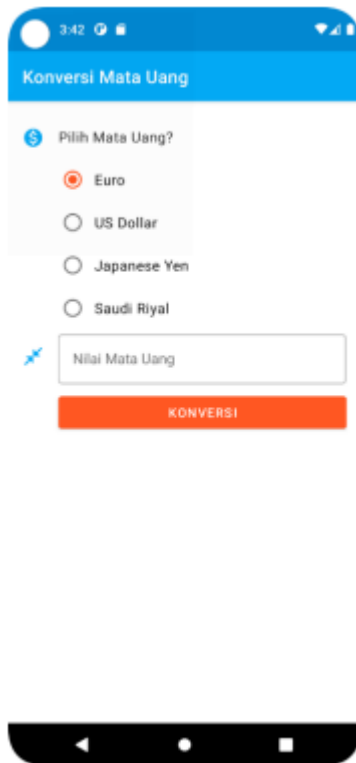 3:42
Konversi Mata Uang
Pilih Mata Uang?
Euro
US Dollar
Japanese Yen
Saudi Riyal
Nilai Mata Uang
KONVERSI